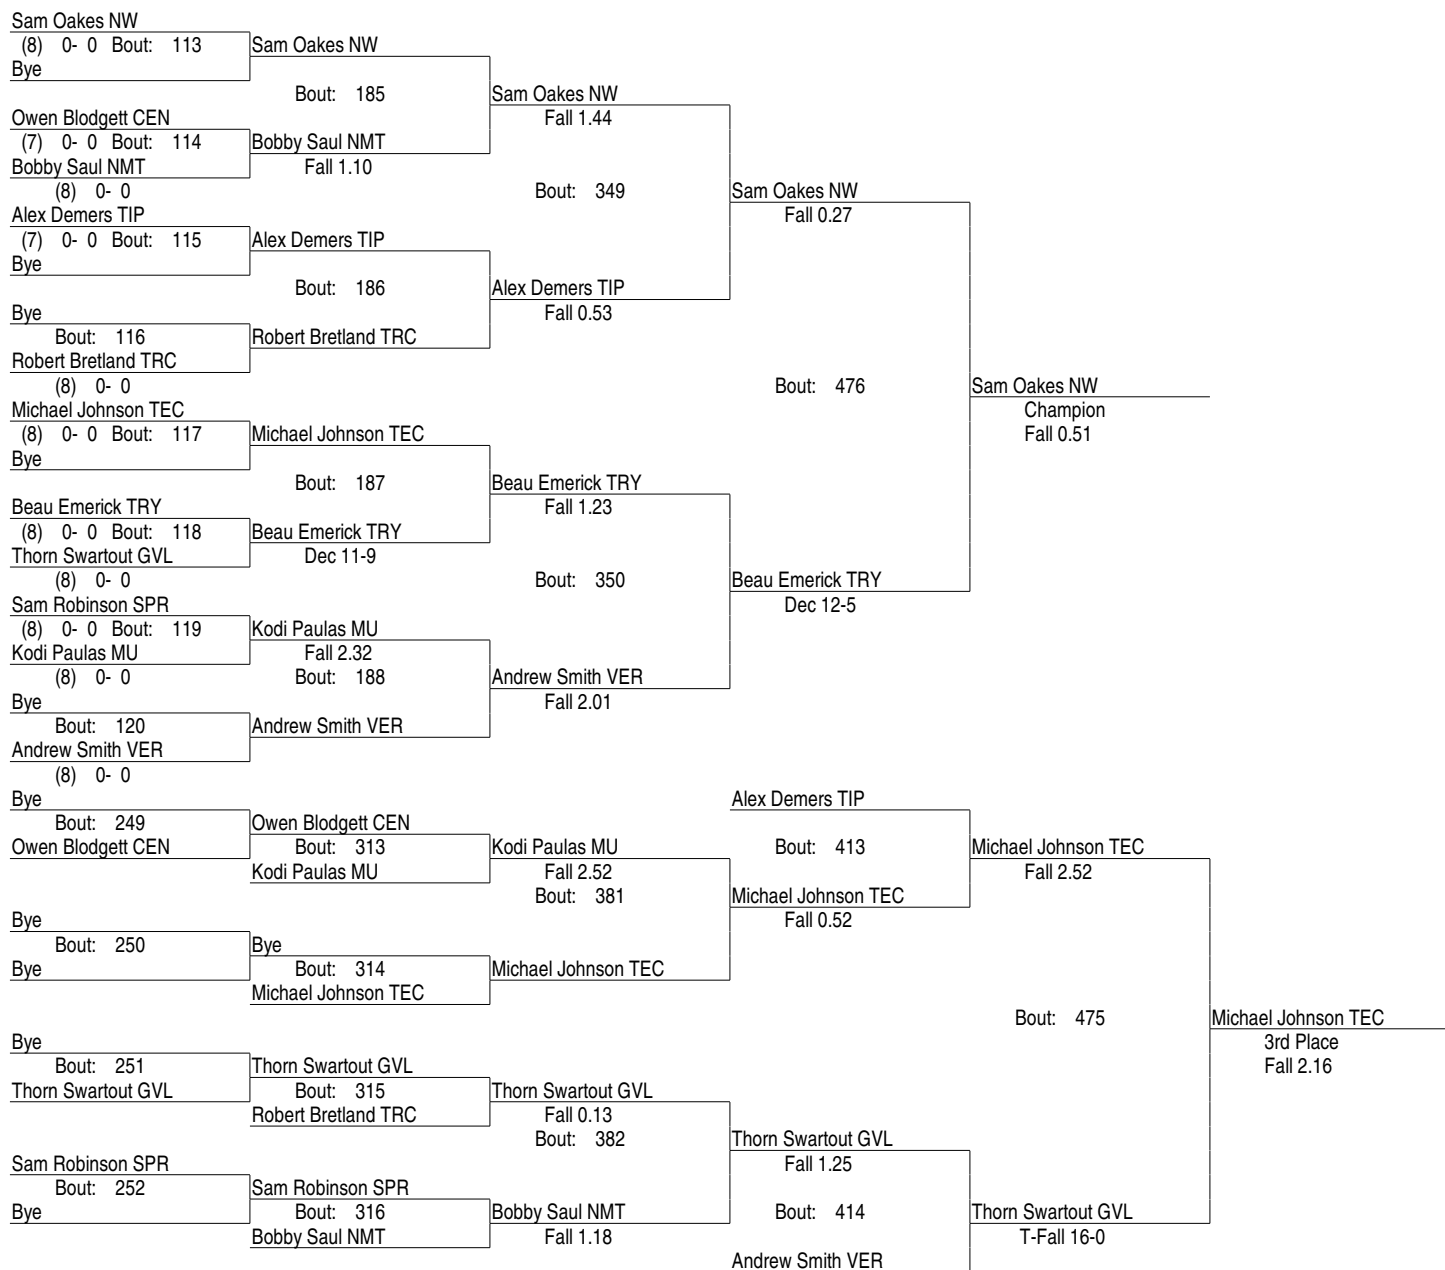 Sam Oakes NW
(8) 0- 0 Bout: 113 Sam Oakes NW
Bye
Bout: 185 Sam Oakes NW
Owen Blodgett CEN Fall 1.44
(7) 0- 0 Bout: 114 Bobby Saul NMT
Bobby Saul NMT Fall 1.10
(8) 0- 0 Bout: 349 Sam Oakes NW
Alex Demers TIP Fall 0.27
(7) 0- 0 Bout: 115 Alex Demers TIP
Bye
Bout: 186 Alex Demers TIP
Bye Fall 0.53
Bout: 116 Robert Bretland TRC
Robert Bretland TRC
(8) 0- 0 Bout: 476 Sam Oakes NW
Michael Johnson TEC Champion
(8) 0- 0 Bout: 117 Michael Johnson TEC Fall 0.51
Bye
Bout: 187 Beau Emerick TRY
Beau Emerick TRY Fall 1.23
(8) 0- 0 Bout: 118 Beau Emerick TRY
Thorn Swartout GVL Dec 11-9
(8) 0- 0 Bout: 350 Beau Emerick TRY
Sam Robinson SPR Dec 12-5
(8) 0- 0 Bout: 119 Kodi Paulas MU
Kodi Paulas MU Fall 2.32
(8) 0- 0 Bout: 188 Andrew Smith VER
Bye Fall 2.01
Bout: 120 Andrew Smith VER
Andrew Smith VER
(8) 0- 0
Bye Alex Demers TIP
Bout: 249 Owen Blodgett CEN
Owen Blodgett CEN Bout: 313 Kodi Paulas MU Bout: 413 Michael Johnson TEC
Kodi Paulas MU Fall 2.52 Fall 2.52
Bout: 381 Michael Johnson TEC
Bye Fall 0.52
Bout: 250 Bye
Bye Bout: 314 Michael Johnson TEC
Michael Johnson TEC
Bout: 475 Michael Johnson TEC
Bye 3rd Place
Bout: 251 Thorn Swartout GVL Fall 2.16
Thorn Swartout GVL Bout: 315 Thorn Swartout GVL
Robert Bretland TRC Fall 0.13
Bout: 382 Thorn Swartout GVL
Sam Robinson SPR Fall 1.25
Bout: 252 Sam Robinson SPR
Bye Bout: 316 Bobby Saul NMT Bout: 414 Thorn Swartout GVL
Bobby Saul NMT Fall 1.18 T-Fall 16-0
Andrew Smith VER